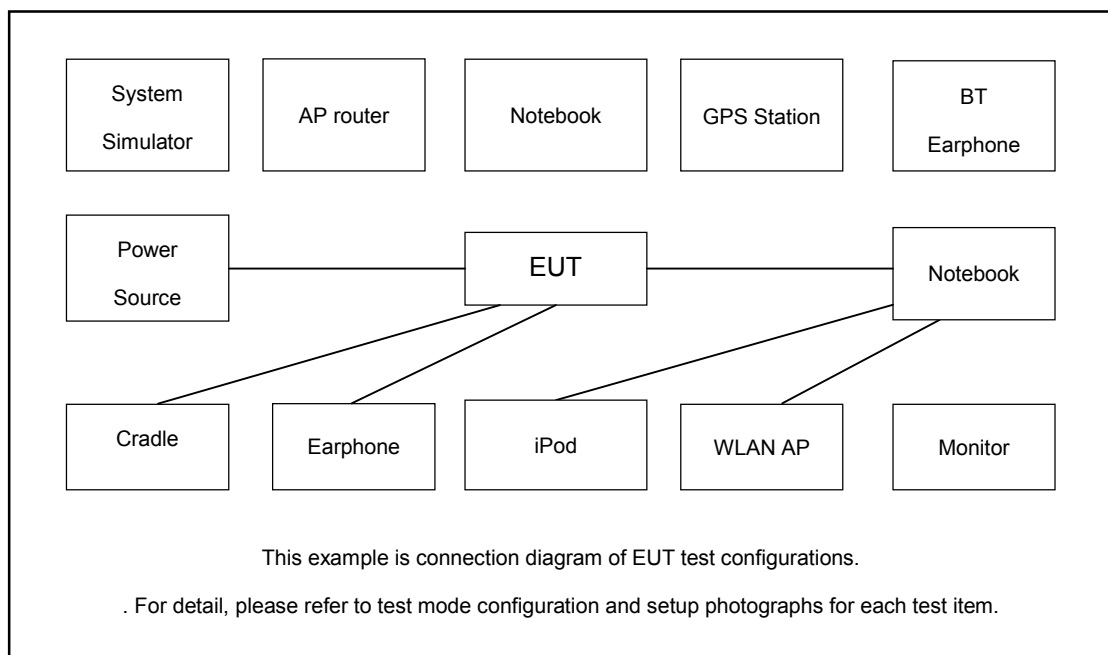 System
Simulator
AP router
Notebook
GPS Station
BT
Earphone
Power
Source
EUT
Notebook
Cradle
Earphone
iPod
WLAN AP
Monitor
This example is connection diagram of EUT test configurations.
. For detail, please refer to test mode configuration and setup photographs for each test item.